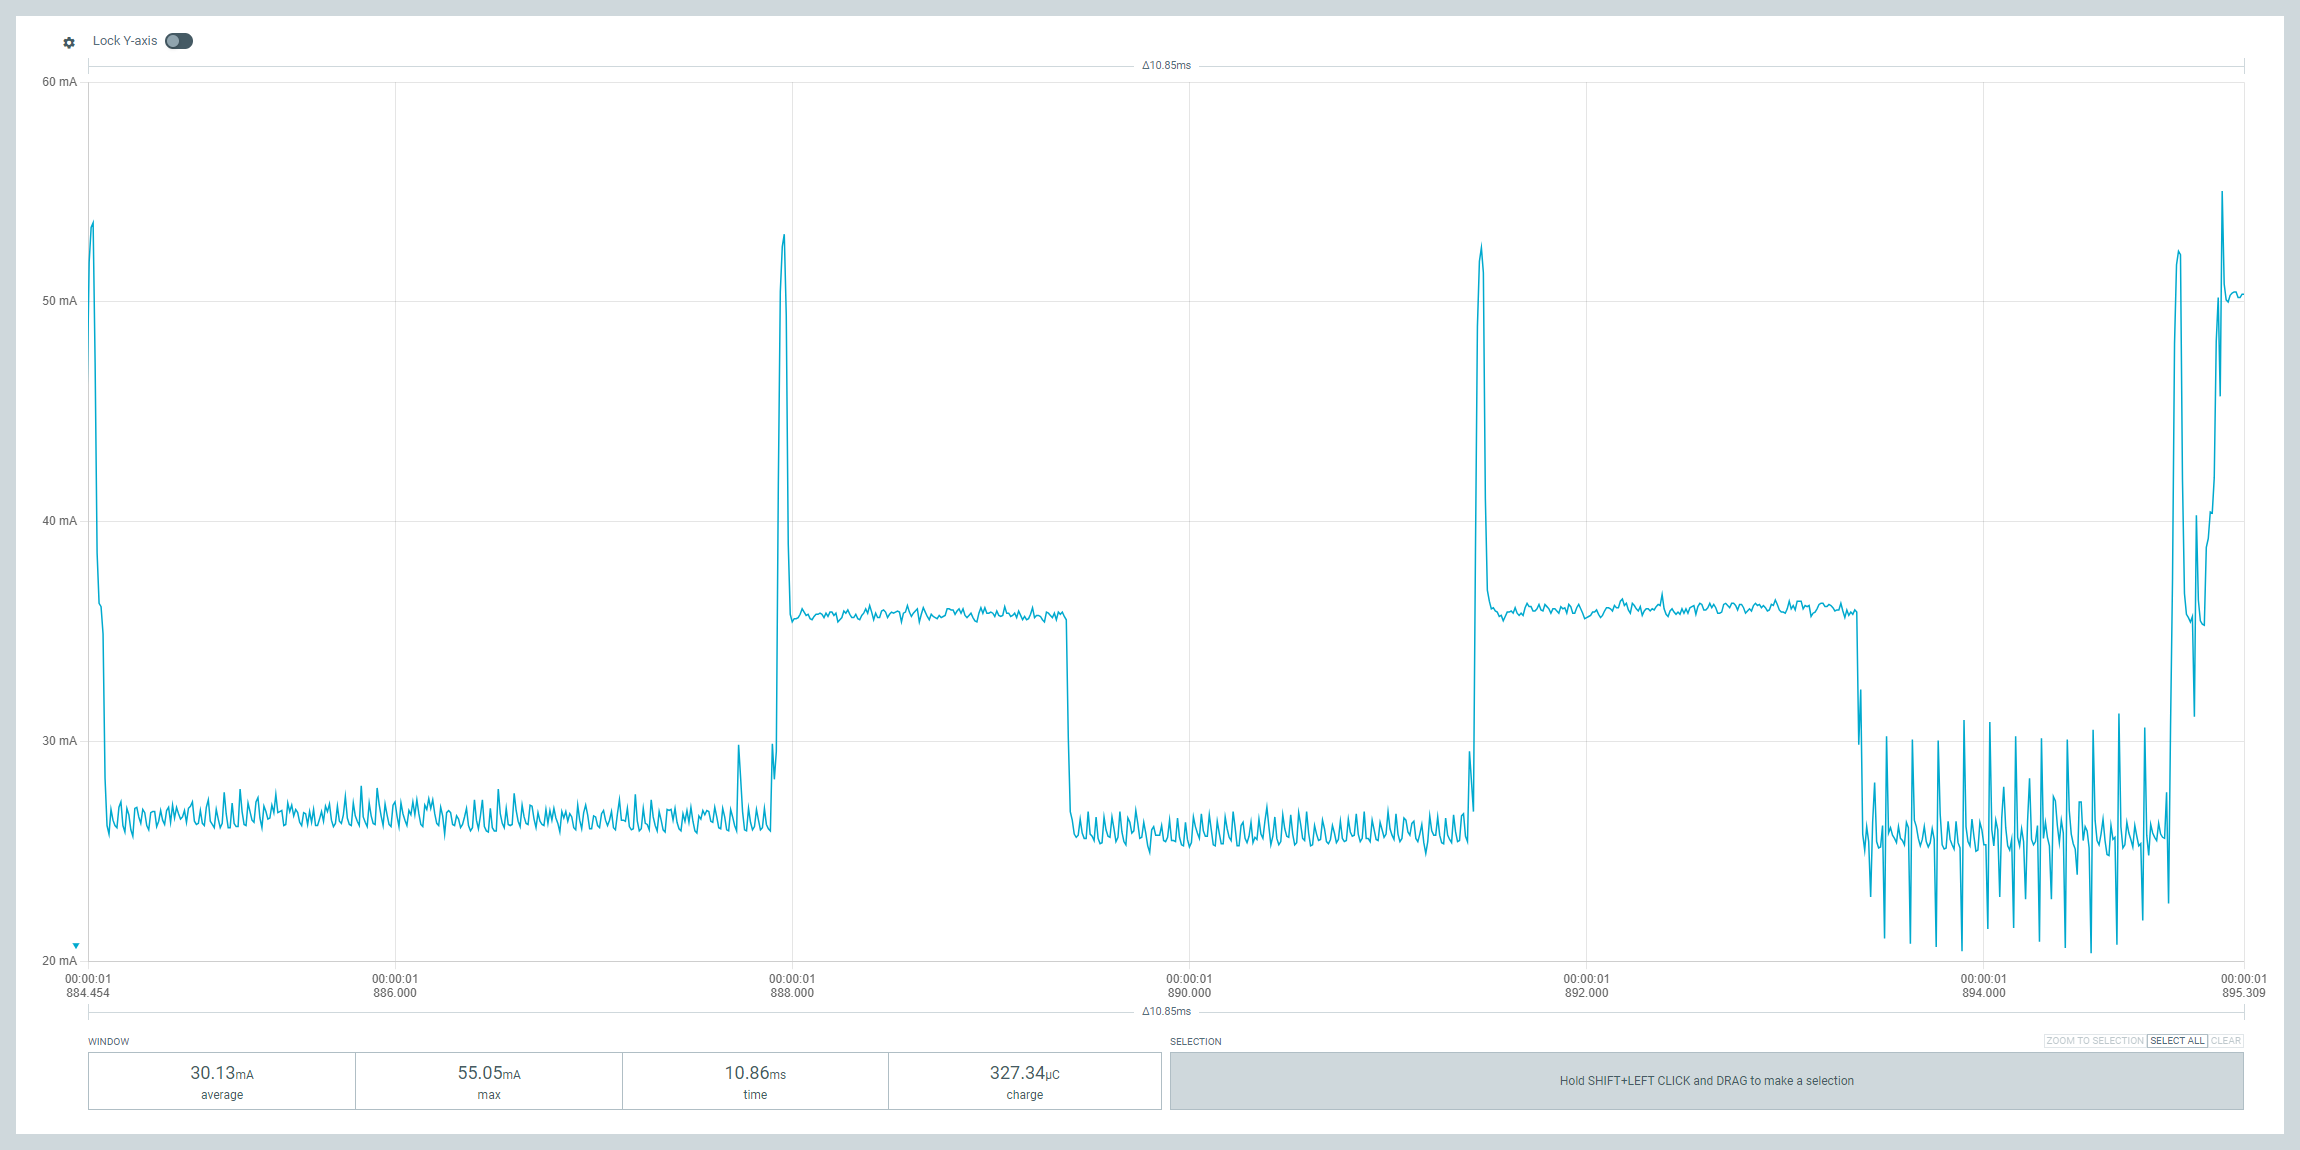 Lock Y-axis
Δ10.85ms
60 mA
50 mA
40 mA
30 mA
20 mA
00:00:01 00:00:01 00:00:01 00:00:01 00:00:01 00:00:01 00:00:01
884.454 886.000 888.000 890.000 892.000 894.000 895.309
Δ10.85ms
WINDOW SELECTION ZOOM TO SELECTION SELECT ALL CLEAR
30.13mA 55.05mA 10.86ms 327.34μC
average max time charge
Hold SHIFT+LEFT CLICK and DRAG to make a selection